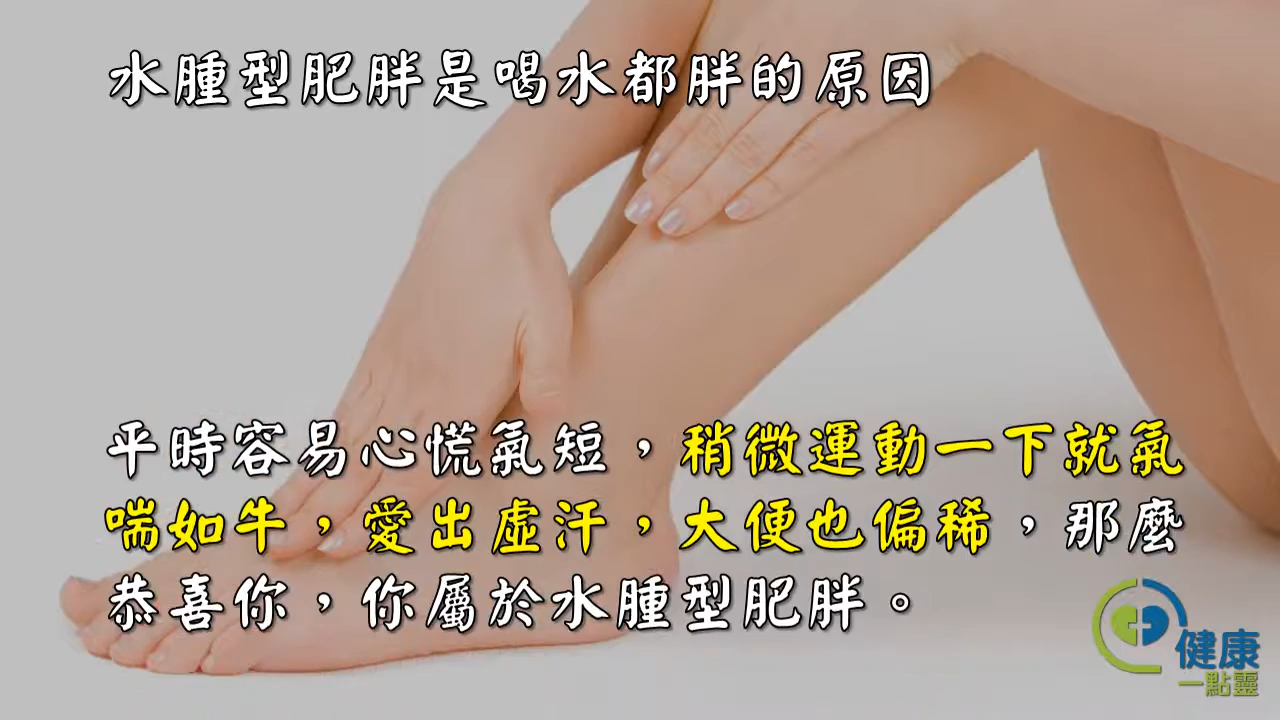 水腫型肥胖是喝水都胖的原因
平時容易心慌氣短，稍微運動一下就氣
喘如牛，愛出虛汗，大便也偏稀，那麼
恭喜你，你屬於水腫型肥胖。
健康
一點靈